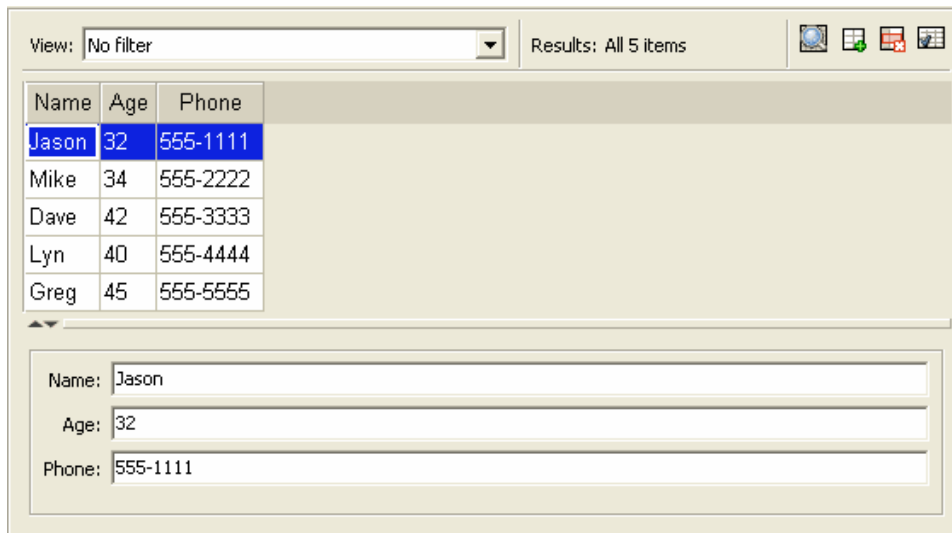 View: No filter Results: All 5 items
Name Age Phone
Jason 32 555-1111
Mike 34 555-2222
Dave 42 555-3333
Lyn 40 555-4444
Greg 45 555-5555
Name: Jason
Age: 32
Phone: 555-1111